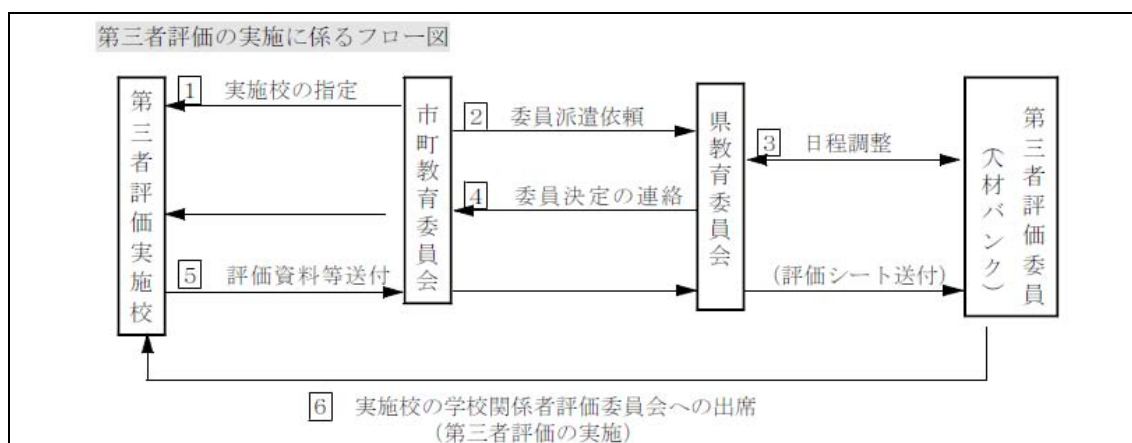 第三者評価の実施に係るフロー図
第三者評価実施校
1 実施校の指定
市町教育委員会
2 委員派遣依頼
県教育委員会
3 日程調整
第三者評価委員
(人材バンク)
4 委員決定の連絡
5 評価資料等送付
(評価シート送付)
6 実施校の学校関係者評価委員会への出席
(第三者評価の実施)